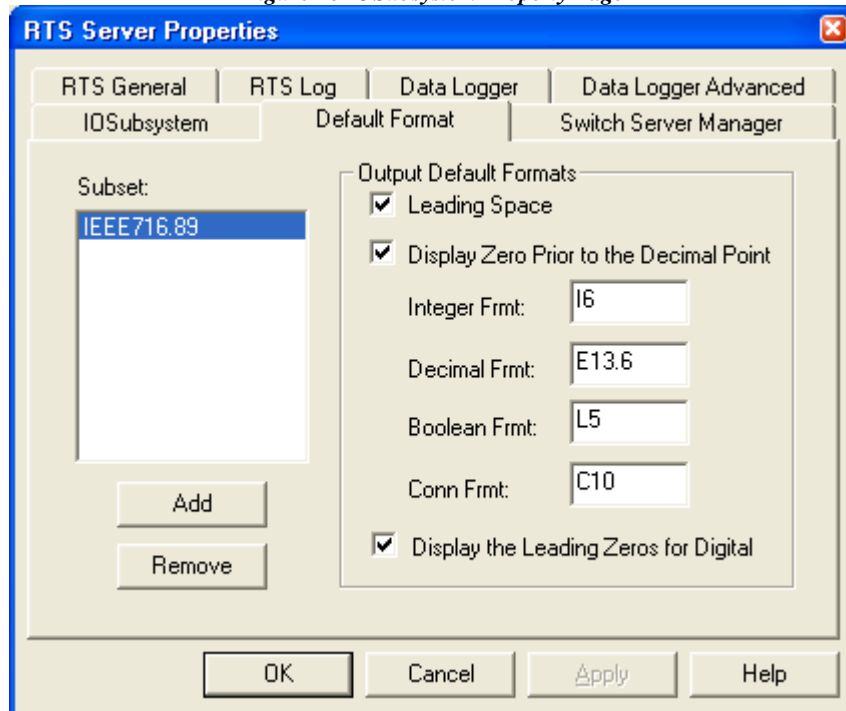 RTS Server Properties
RTS General RTS Log Data Logger Data Logger Advanced
IOSubsystem Default Format Switch Server Manager
Subset:
IEEE716.89
Add
Remove
Output Default Formats
Leading Space
Display Zero Prior to the Decimal Point
Integer Frmt: I6
Decimal Frmt: E13.6
Boolean Frmt: L5
Conn Frmt: C10
Display the Leading Zeros for Digital
OK Cancel Apply Help